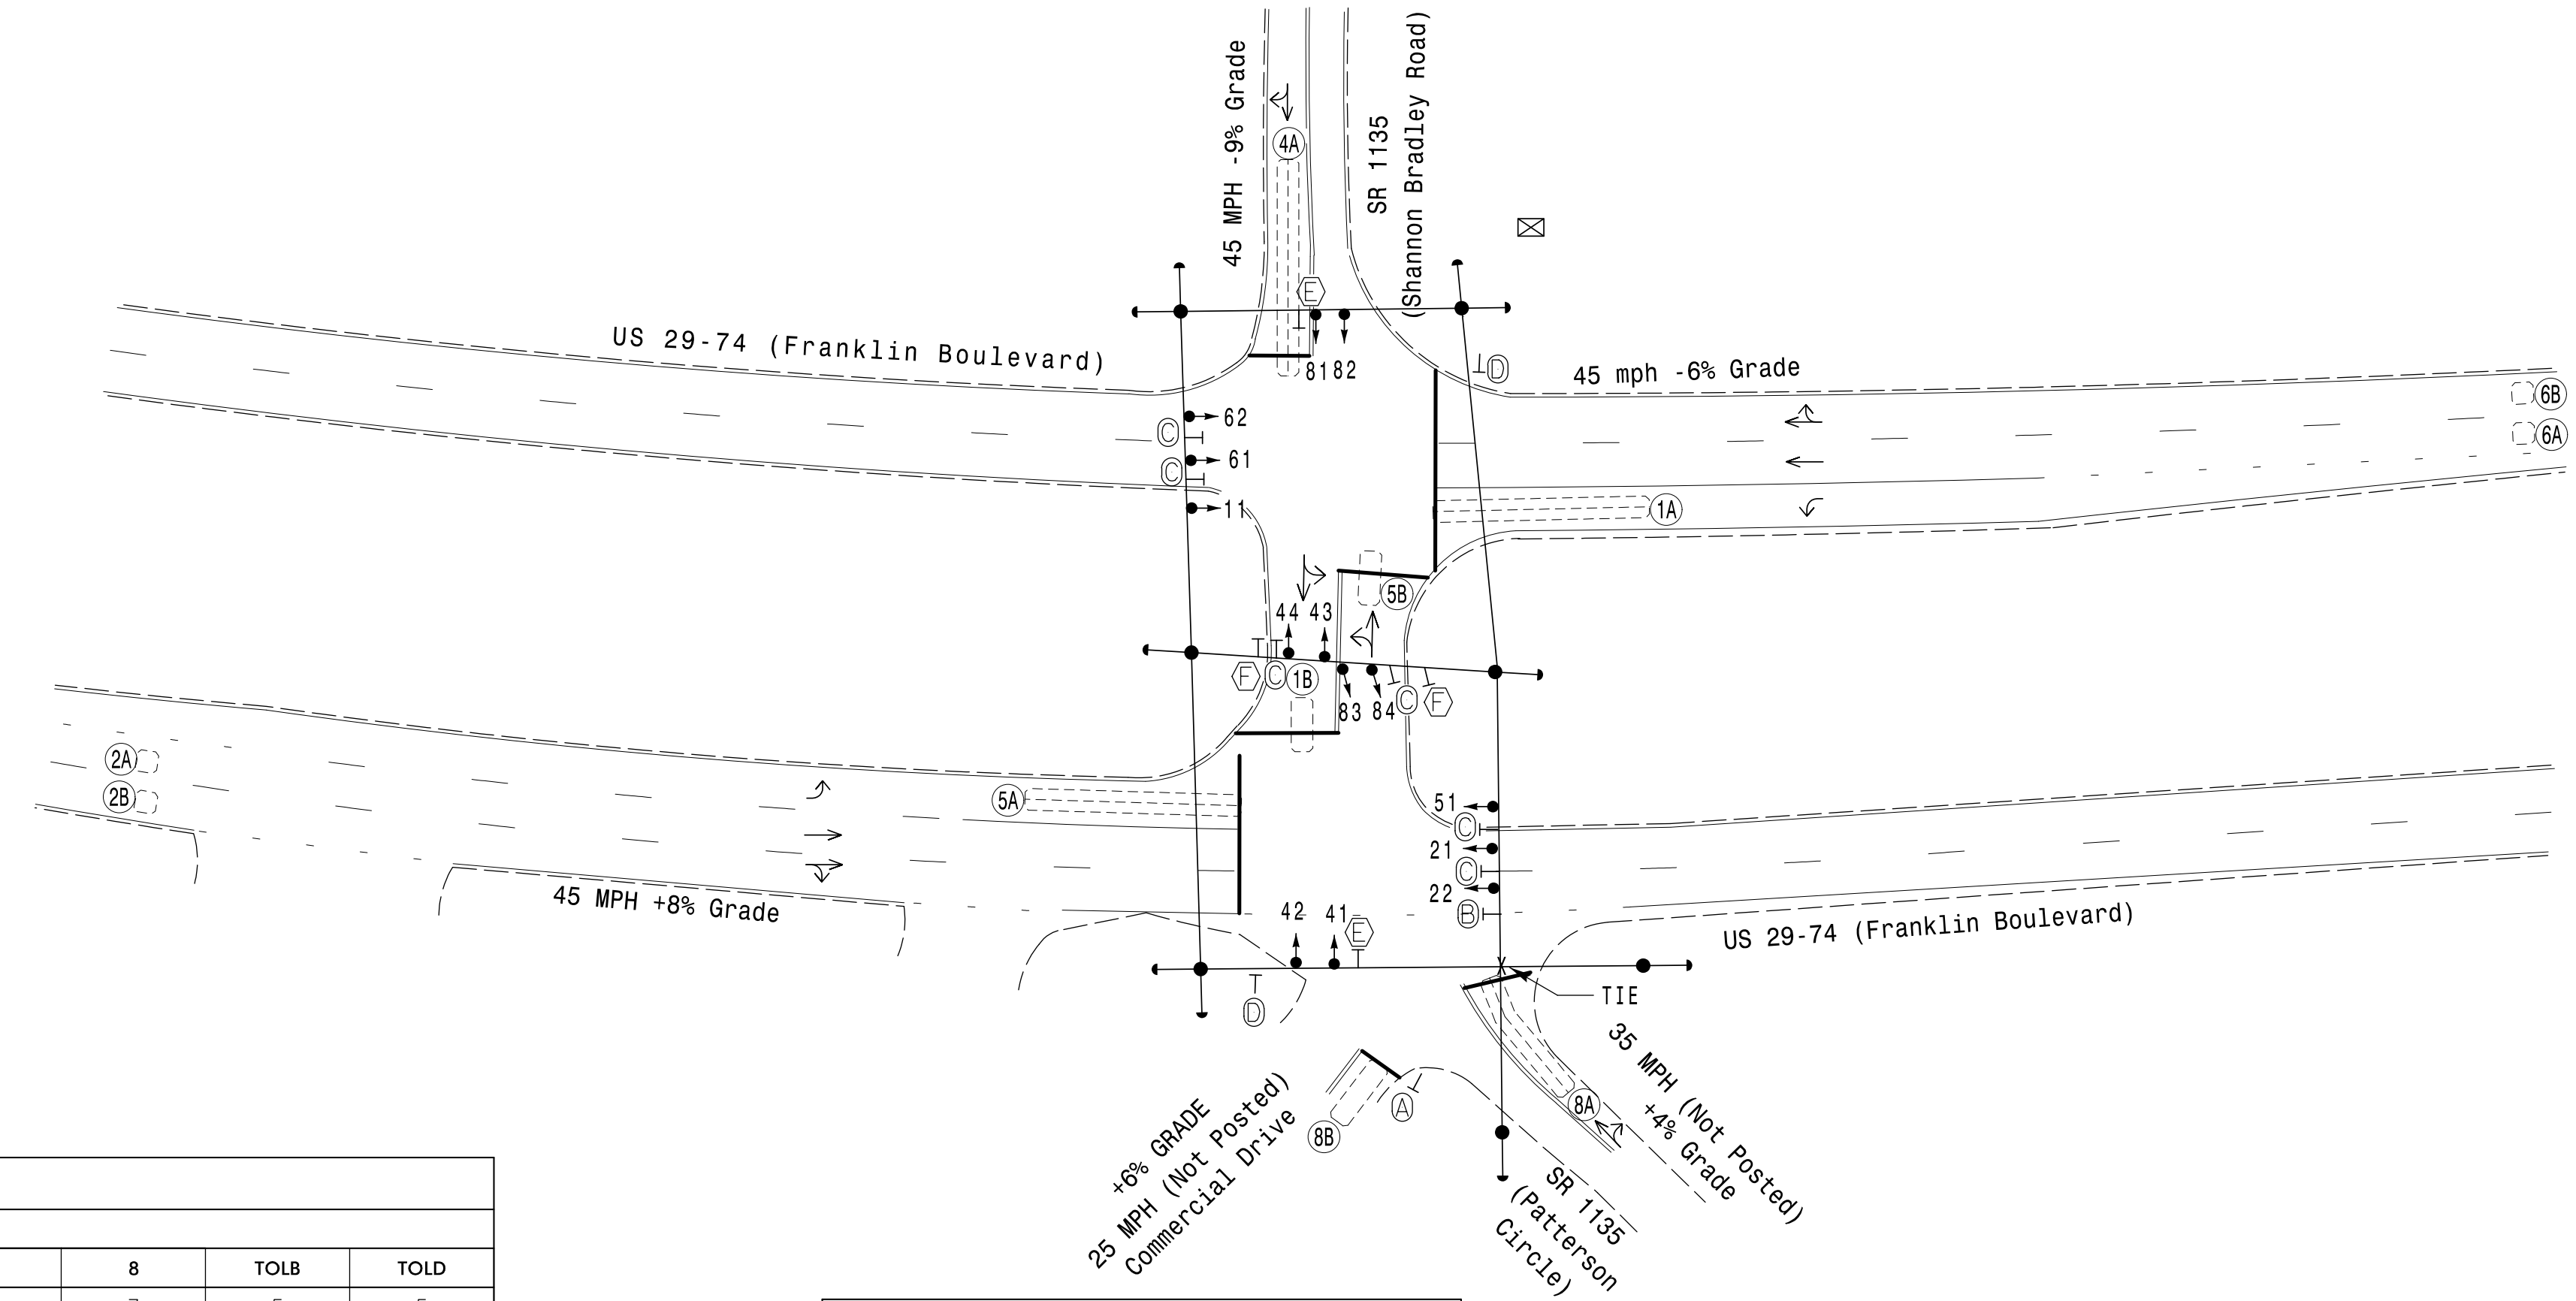 45 MPH -9% Grade
SR 1135
(Shannon Bradley Road)
4A
E
81 82
D
US 29-74 (Franklin Boulevard)
45 mph -6% Grade
6B
6A
62
C
61
C
11
1A
5B
44 43
F
C
1B
83 84
C
F
2A
2B
5A
51
C
21
C
22
B
42 41
E
45 MPH +8% Grade
US 29-74 (Franklin Boulevard)
D
TIE
35 MPH (Not Posted)
+4% Grade
8A
A
8B
+6% GRADE
25 MPH (Not Posted)
Commercial Drive
SR 1135
(Patterson
Circle)
8 TOLB TOLD